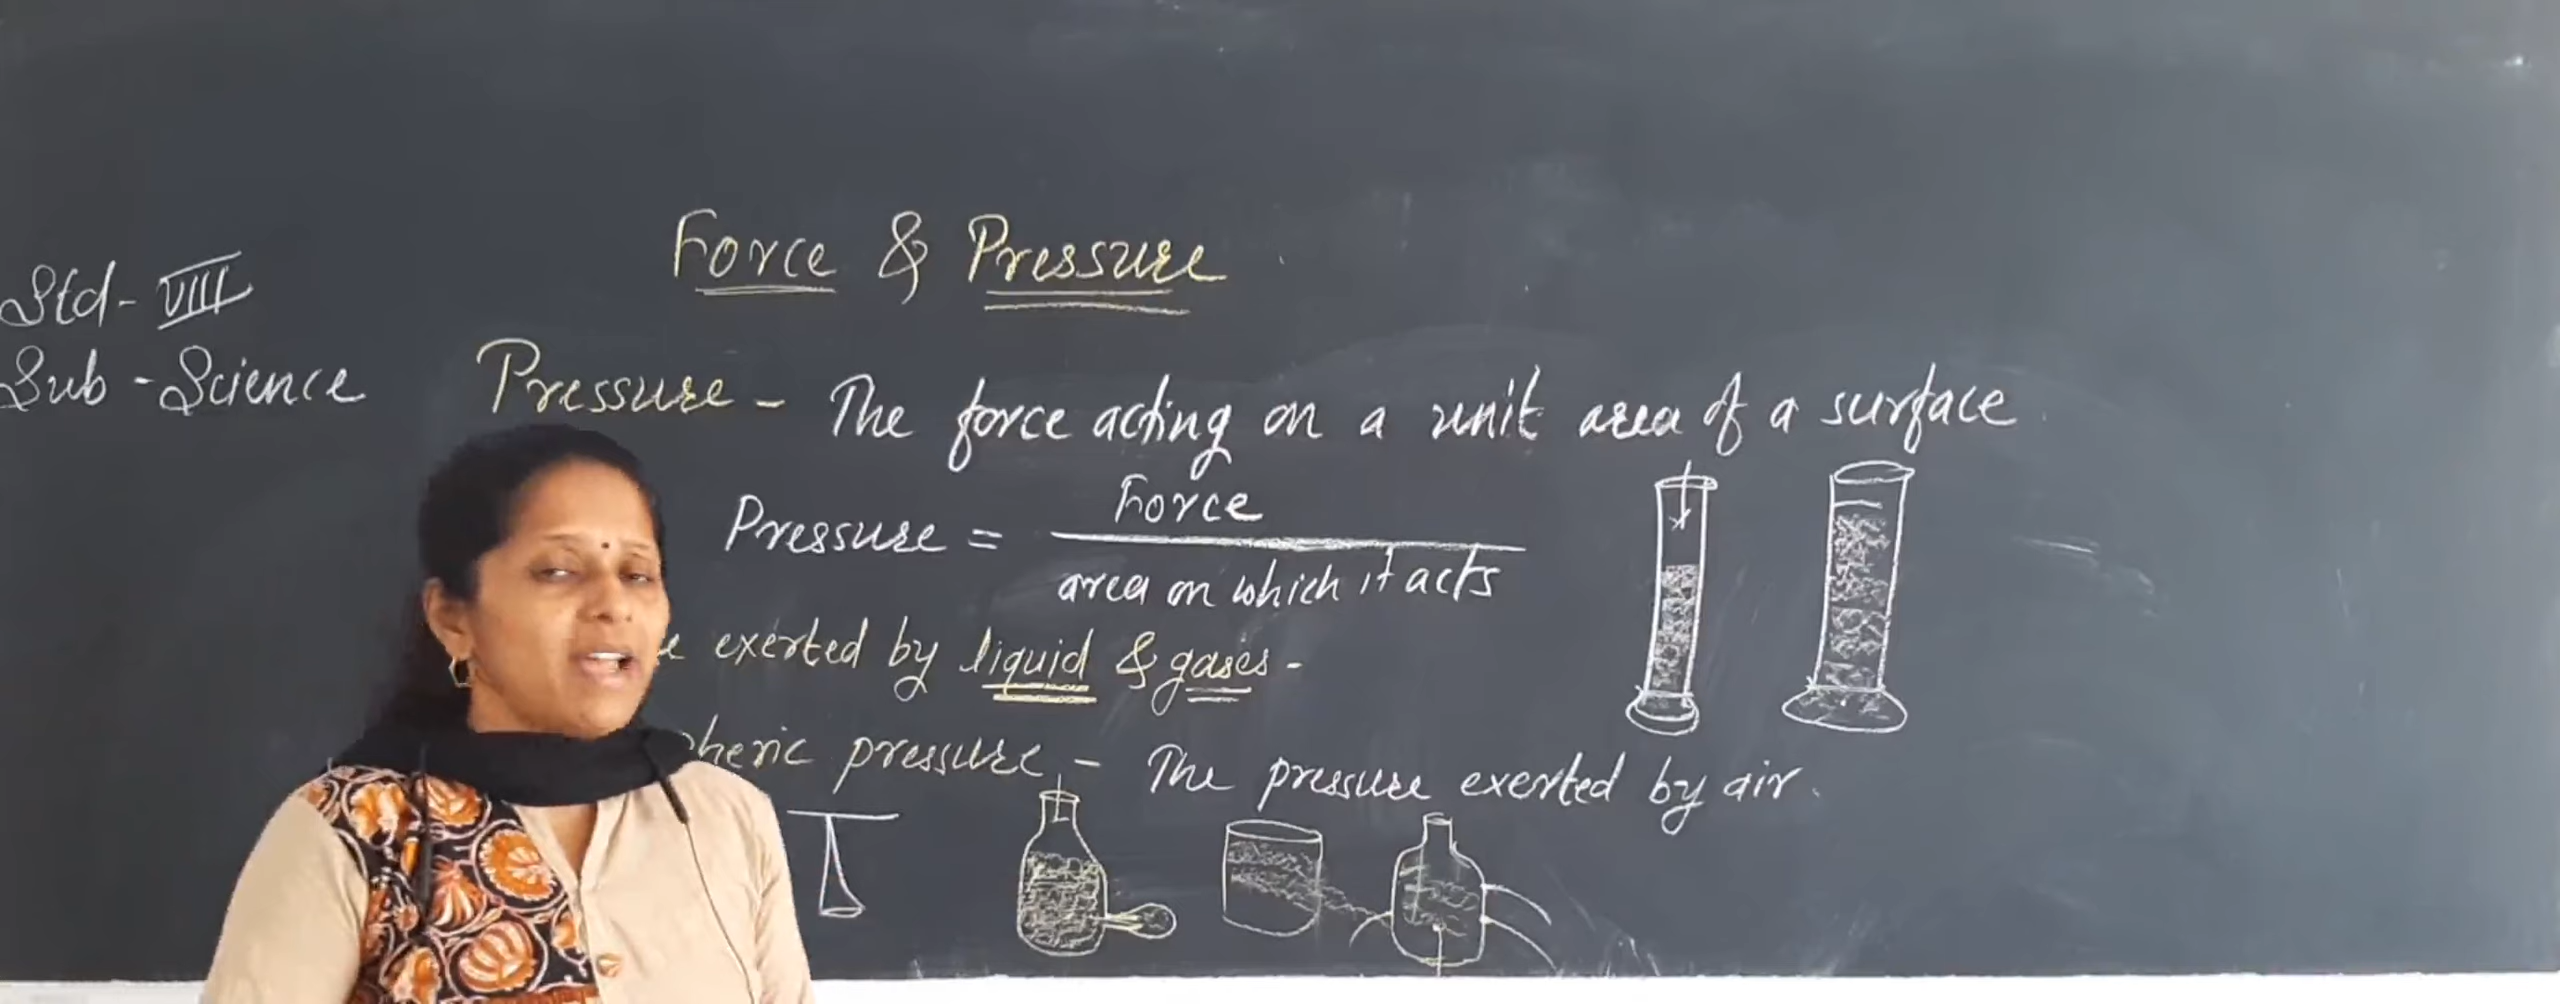 Force & Pressure
Std - VIII
Sub - Science
Pressure - The force acting on a unit area of a surface
Pressure = Force
area on which it acts
exerted by liquid & gases -
pressure - The pressure exerted by air.